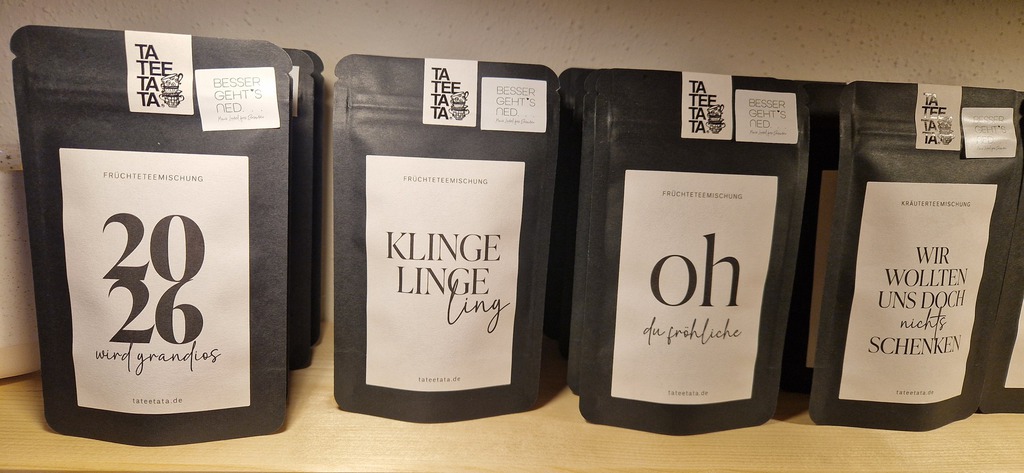 TA
TEE
TA
TA
BESSER
GEHT'S
NED.
FRÜCHTETEEMISCHUNG
20
26
wird grandios
tateetata.de
TA
TEE
TA
TA
BESSER
GEHT'S
NED.
FRÜCHTETEEMISCHUNG
KLINGE
LINGE
ling
tateetata.de
TA
TEE
TA
TA
BESSER
GEHT'S
NED.
FRÜCHTETEEMISCHUNG
oh
du fröhliche
tateetata.de
TA
TEE
TA
TA
BESSER
GEHT'S
KRÄUTERTEEMISCHUNG
WIR
WOLLTEN
UNS DOCH
nichts
SCHENKEN
tateetata.de